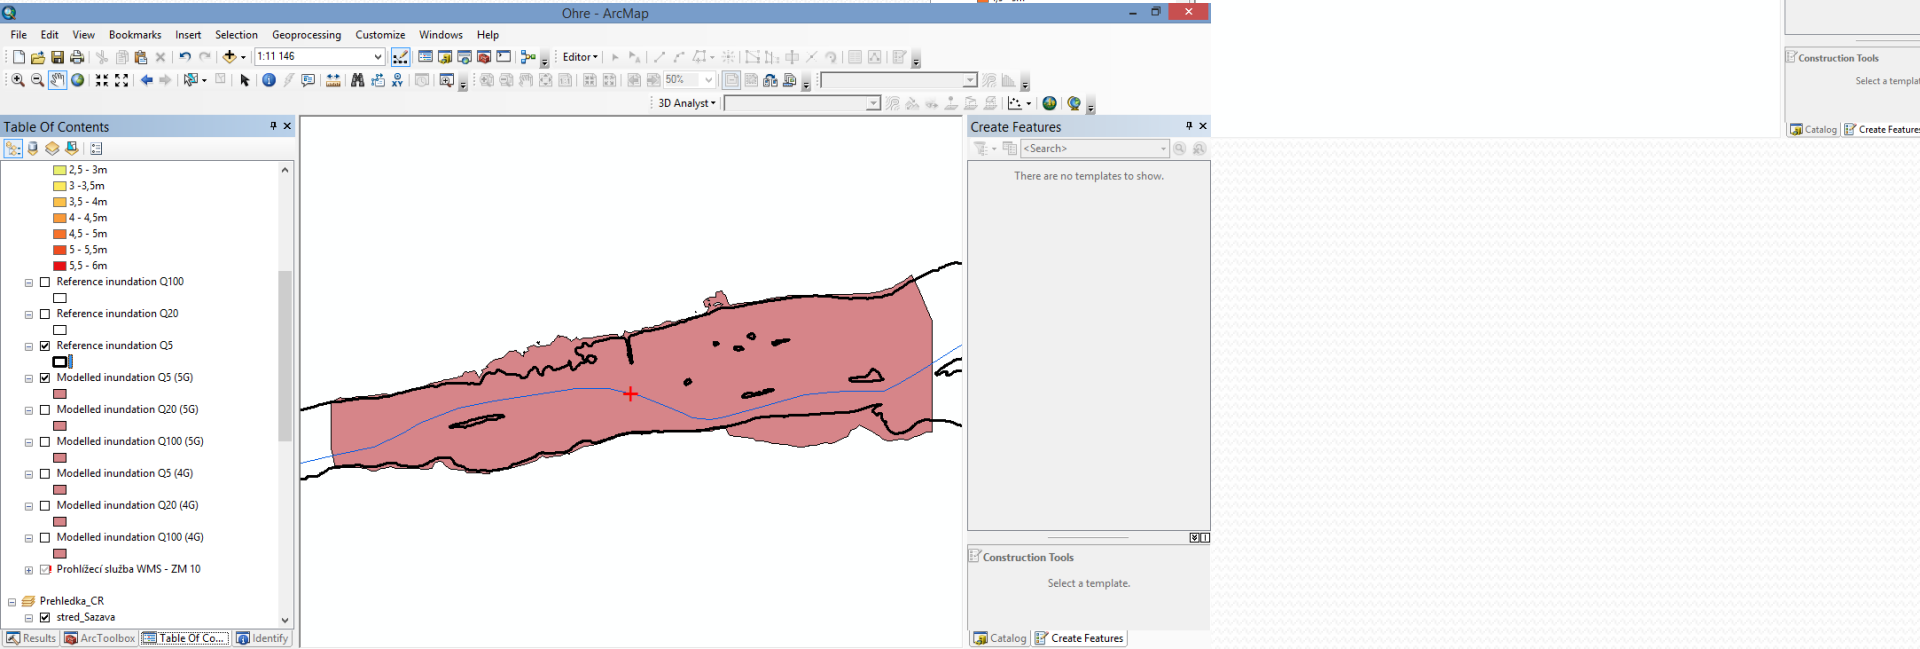 Ohre - ArcMap
File Edit View Bookmarks Insert Selection Geoprocessing Customize Windows Help
1:11 146
Editor
50%
3D Analyst
Table Of Contents
2,5 - 3m
3 -3,5m
3,5 - 4m
4 - 4,5m
4,5 - 5m
5 - 5,5m
5,5 - 6m
Reference inundation Q100
Reference inundation Q20
Reference inundation Q5
Modelled inundation Q5 (5G)
Modelled inundation Q20 (5G)
Modelled inundation Q100 (5G)
Modelled inundation Q5 (4G)
Modelled inundation Q20 (4G)
Modelled inundation Q100 (4G)
Prohlížecí služba WMS - ZM 10
Prehledka_CR
stred_Sazava
Results ArcToolbox Table Of Co... Identify
Create Features
<Search>
There are no templates to show.
Construction Tools
Select a template.
Catalog Create Features
Construction Tools
Select a templat
Catalog Create Features